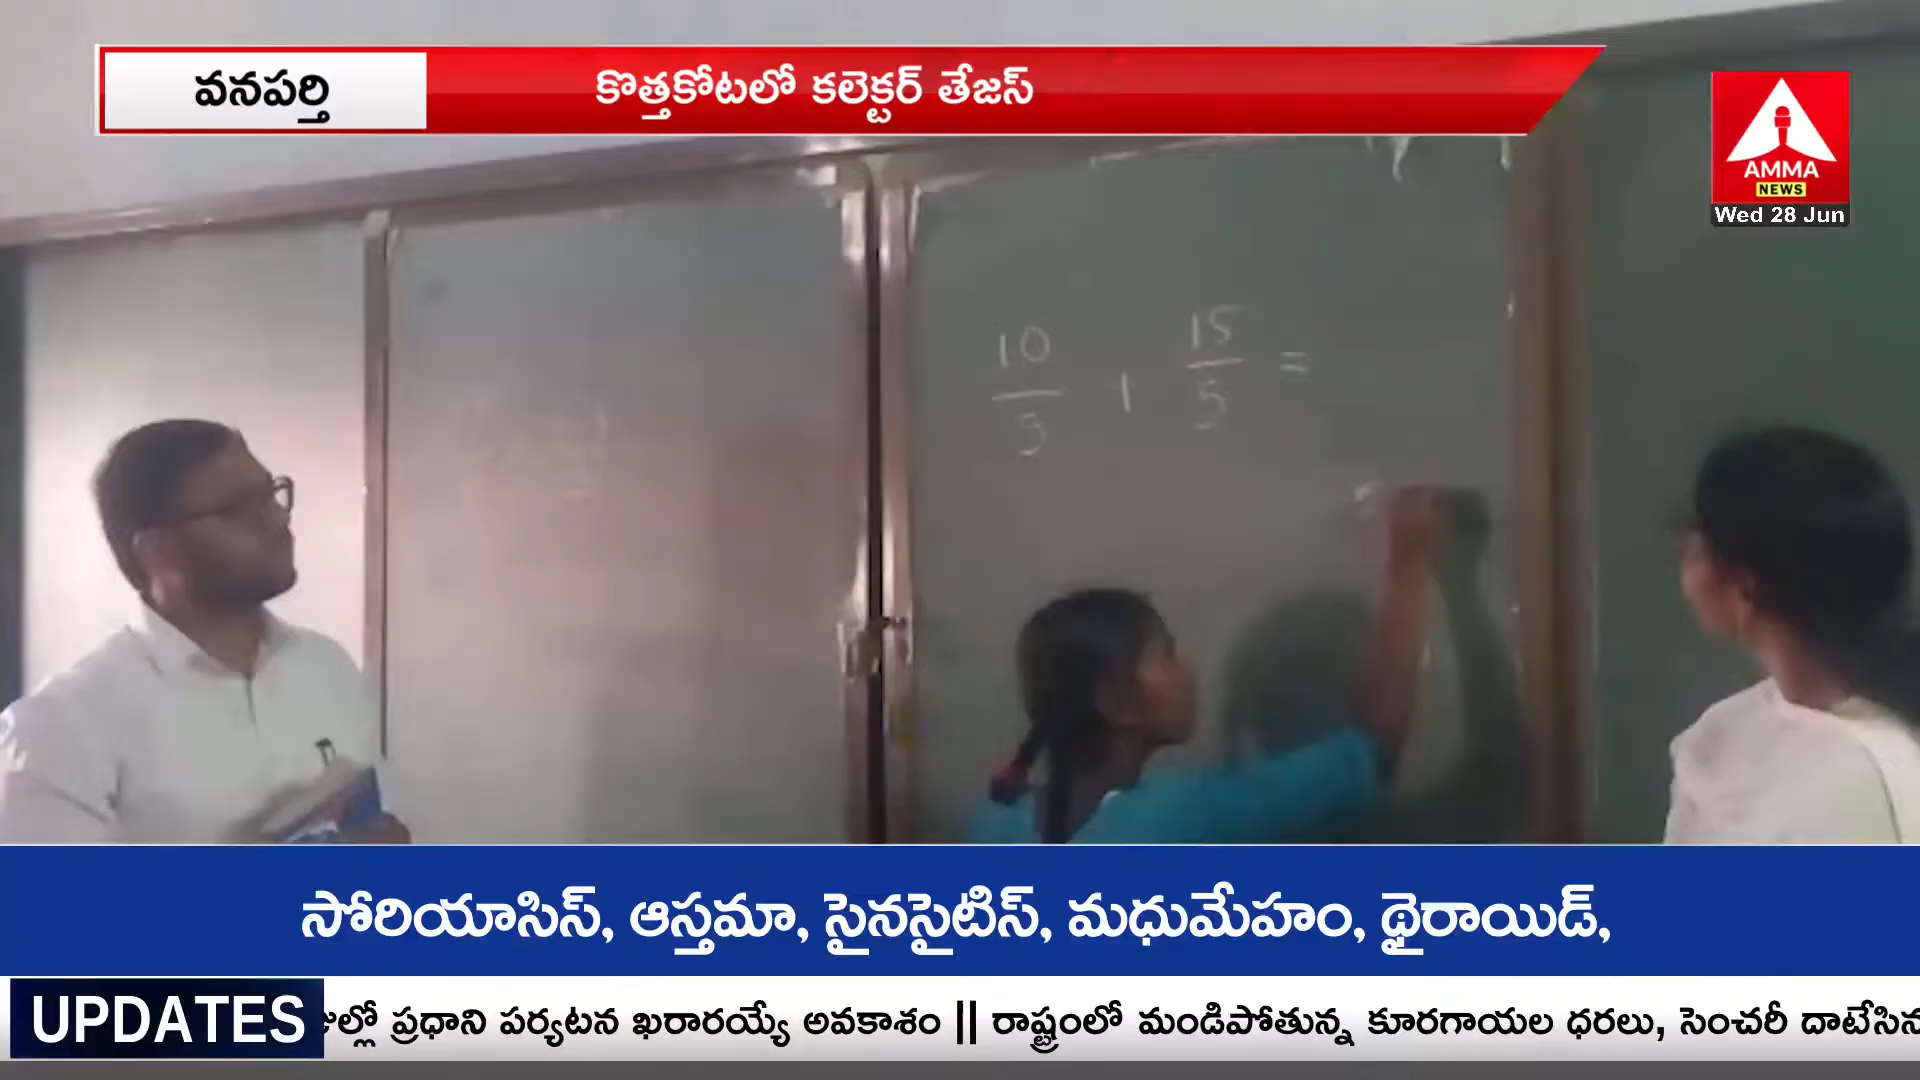 వనపర్తి
కొత్తకోటలో కలెక్టర్ తేజస్
AMMA
NEWS
Wed 28 Jun
10/5 + 15/5 =
సోరియాసిస్, ఆస్తమా, సైనసైటిస్, మధుమేహం, థైరాయిడ్,
UPDATES
ప్రధాని పర్యటన ఖరారయ్యే అవకాశం || రాష్ట్రంలో మండిపోతున్న కూరగాయల ధరలు, సెంచరీ దాటేసిన